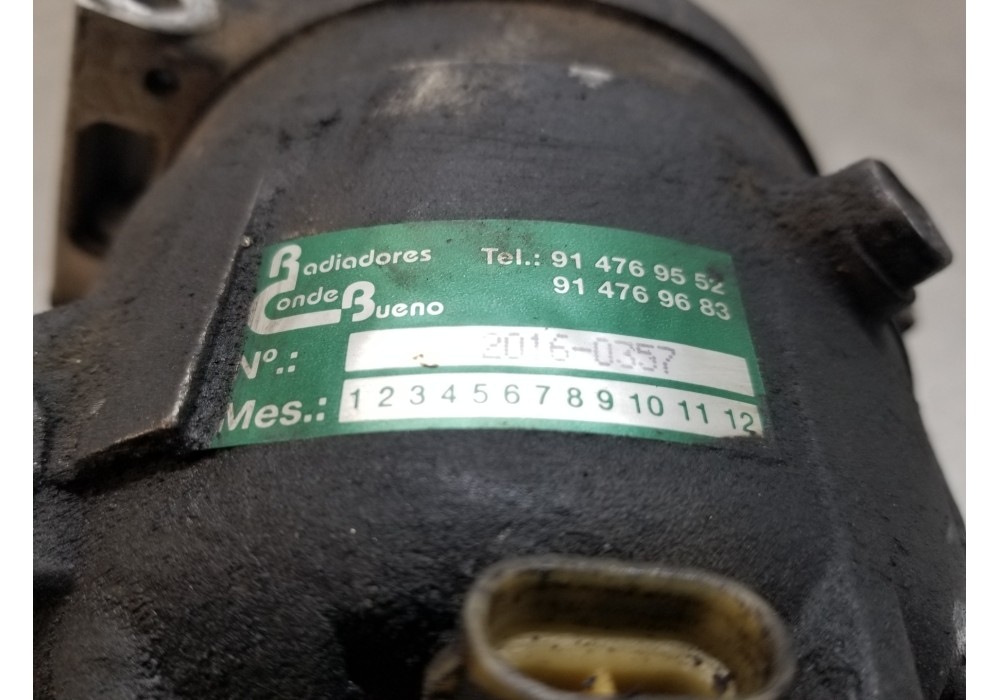 Radiadores
Conde Bueno
Tel.: 91 476 95 52
91 476 96 83
Nº.: 2016-0357
Mes.: 1 2 3 4 5 6 7 8 9 10 11 12